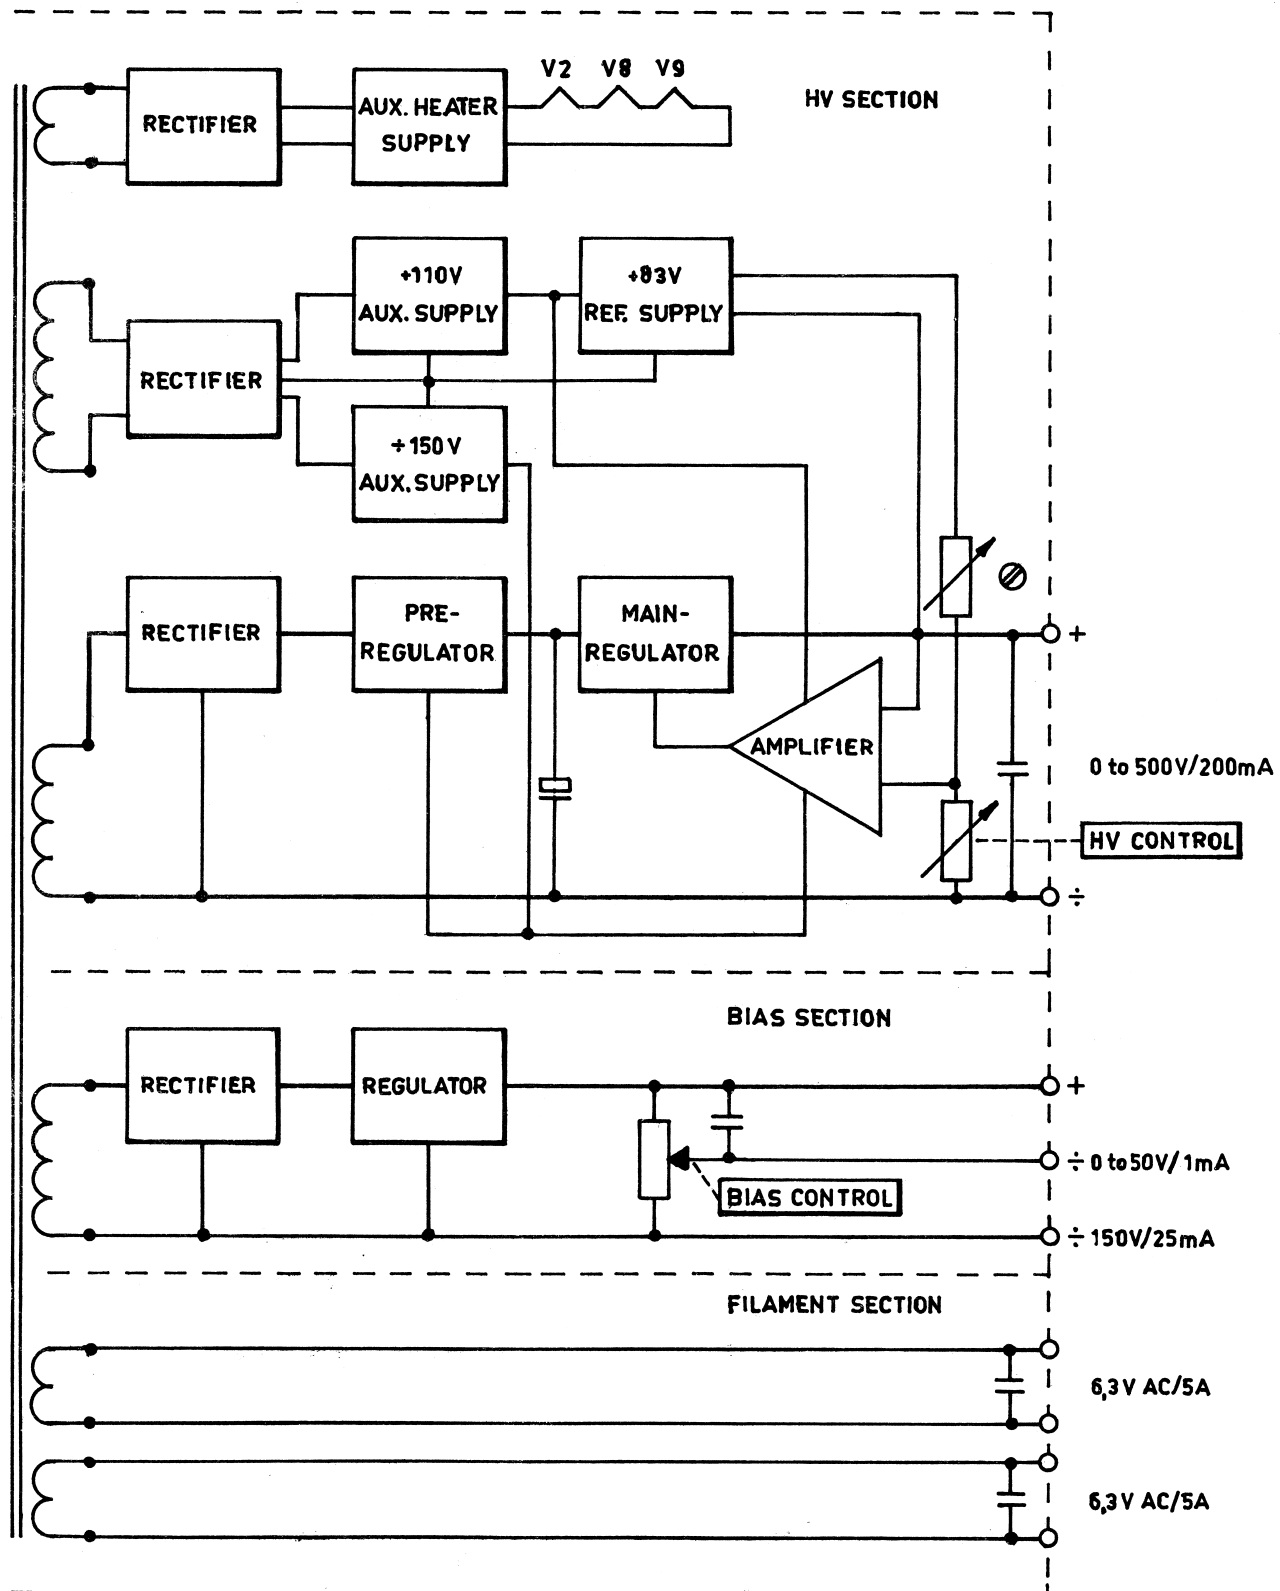 V2 V8 V9
HV SECTION
RECTIFIER
AUX. HEATER
SUPPLY
+110V
AUX. SUPPLY
+83V
REF. SUPPLY
RECTIFIER
÷150V
AUX. SUPPLY
RECTIFIER
PRE-
REGULATOR
MAIN-
REGULATOR
+
AMPLIFIER
0 to 500V/200mA
HV CONTROL
÷
BIAS SECTION
RECTIFIER
REGULATOR
+
÷ 0 to 50V/1mA
BIAS CONTROL
÷ 150V/25mA
FILAMENT SECTION
6,3V AC/5A
6,3V AC/5A